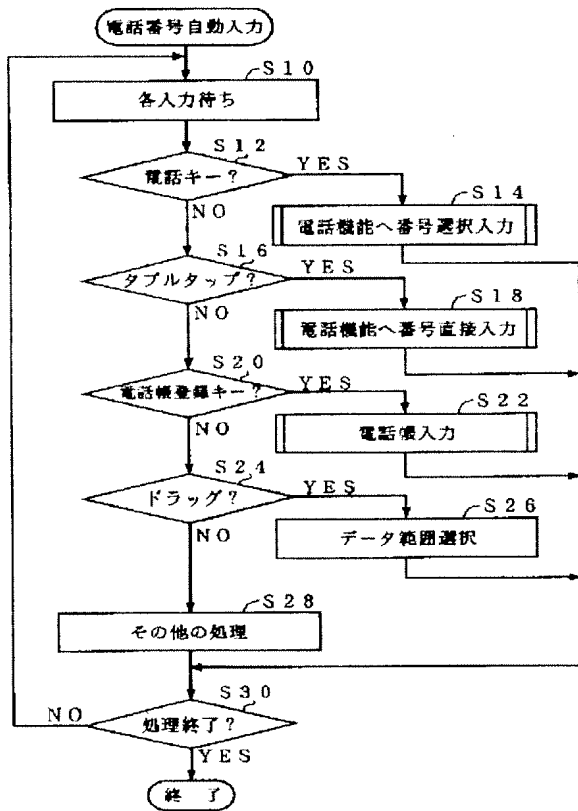 電話番号自動入力
S10
各入力待ち
S12
電話キー？
YES
NO
S14
電話機能へ番号選択入力
S16
タブルタップ？
YES
NO
S18
電話機能へ番号直接入力
S20
電話帳登録キー？
YES
NO
S22
電話帳入力
S24
ドラッグ？
YES
NO
S26
データ範囲選択
S28
その他の処理
S30
処理終了？
NO
YES
終 了